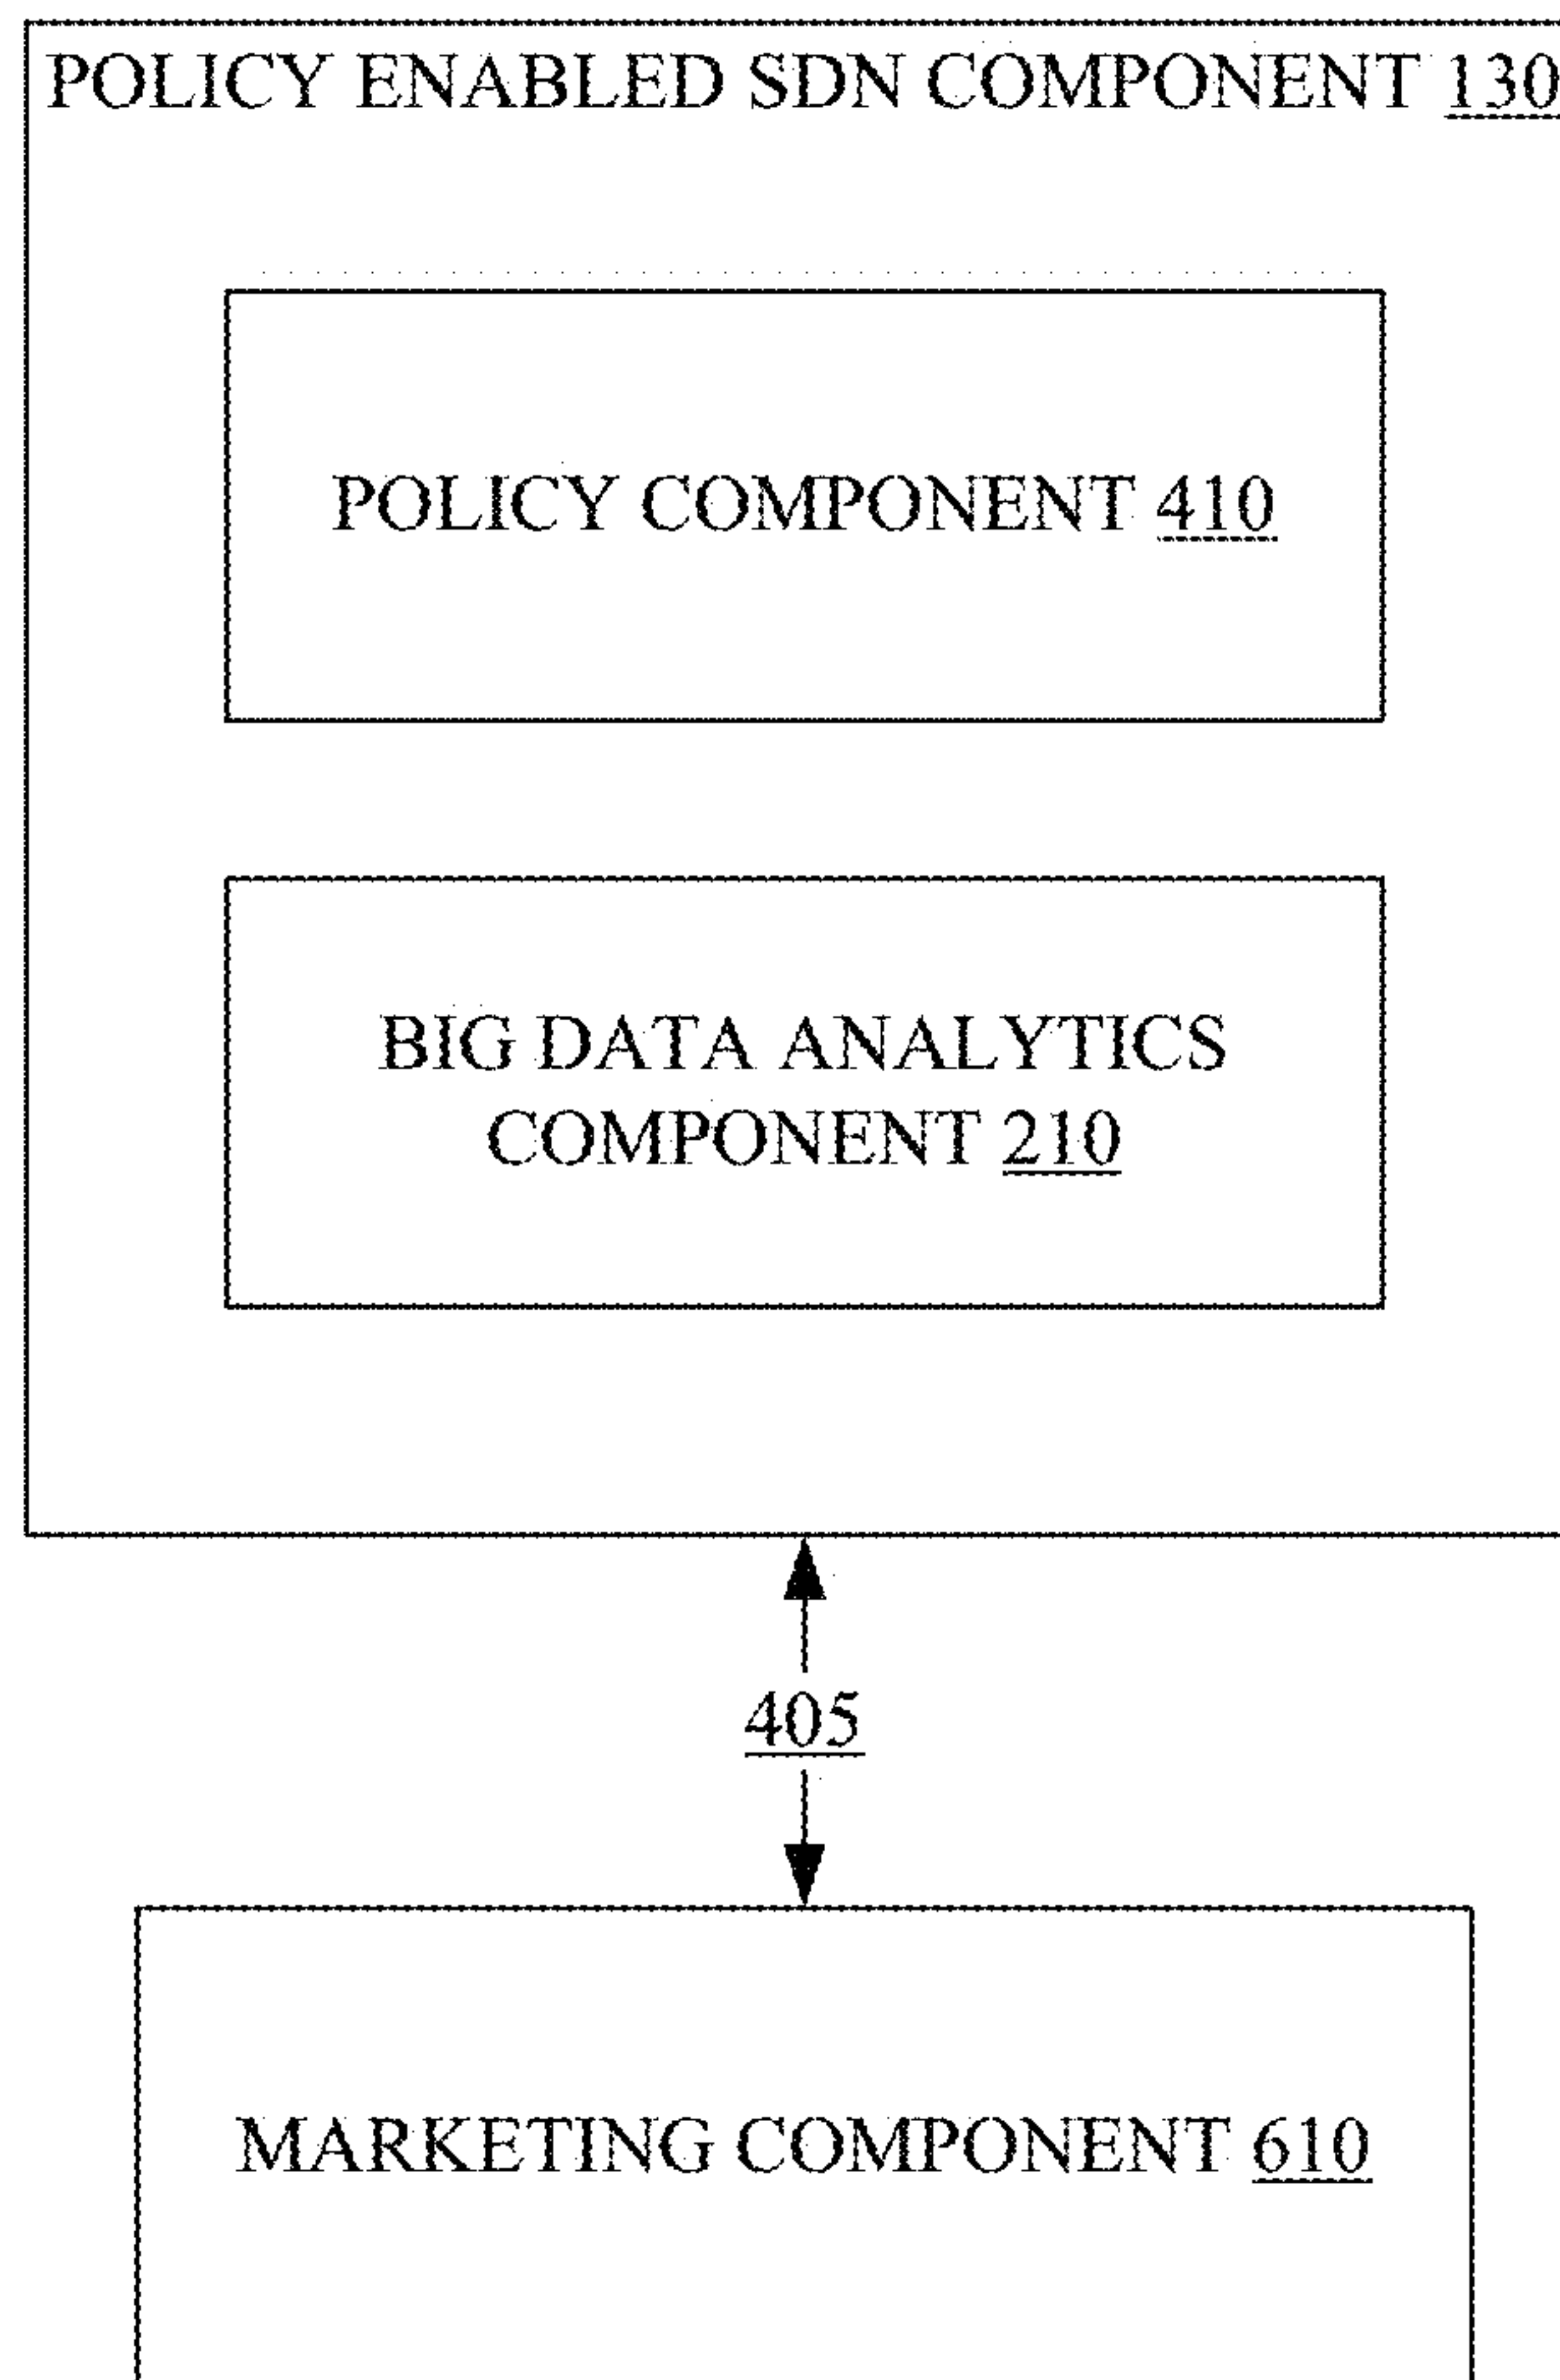 POLICY ENABLED SDN COMPONENT 130
POLICY COMPONENT 410
BIG DATA ANALYTICS
COMPONENT 210
405
MARKETING COMPONENT 610